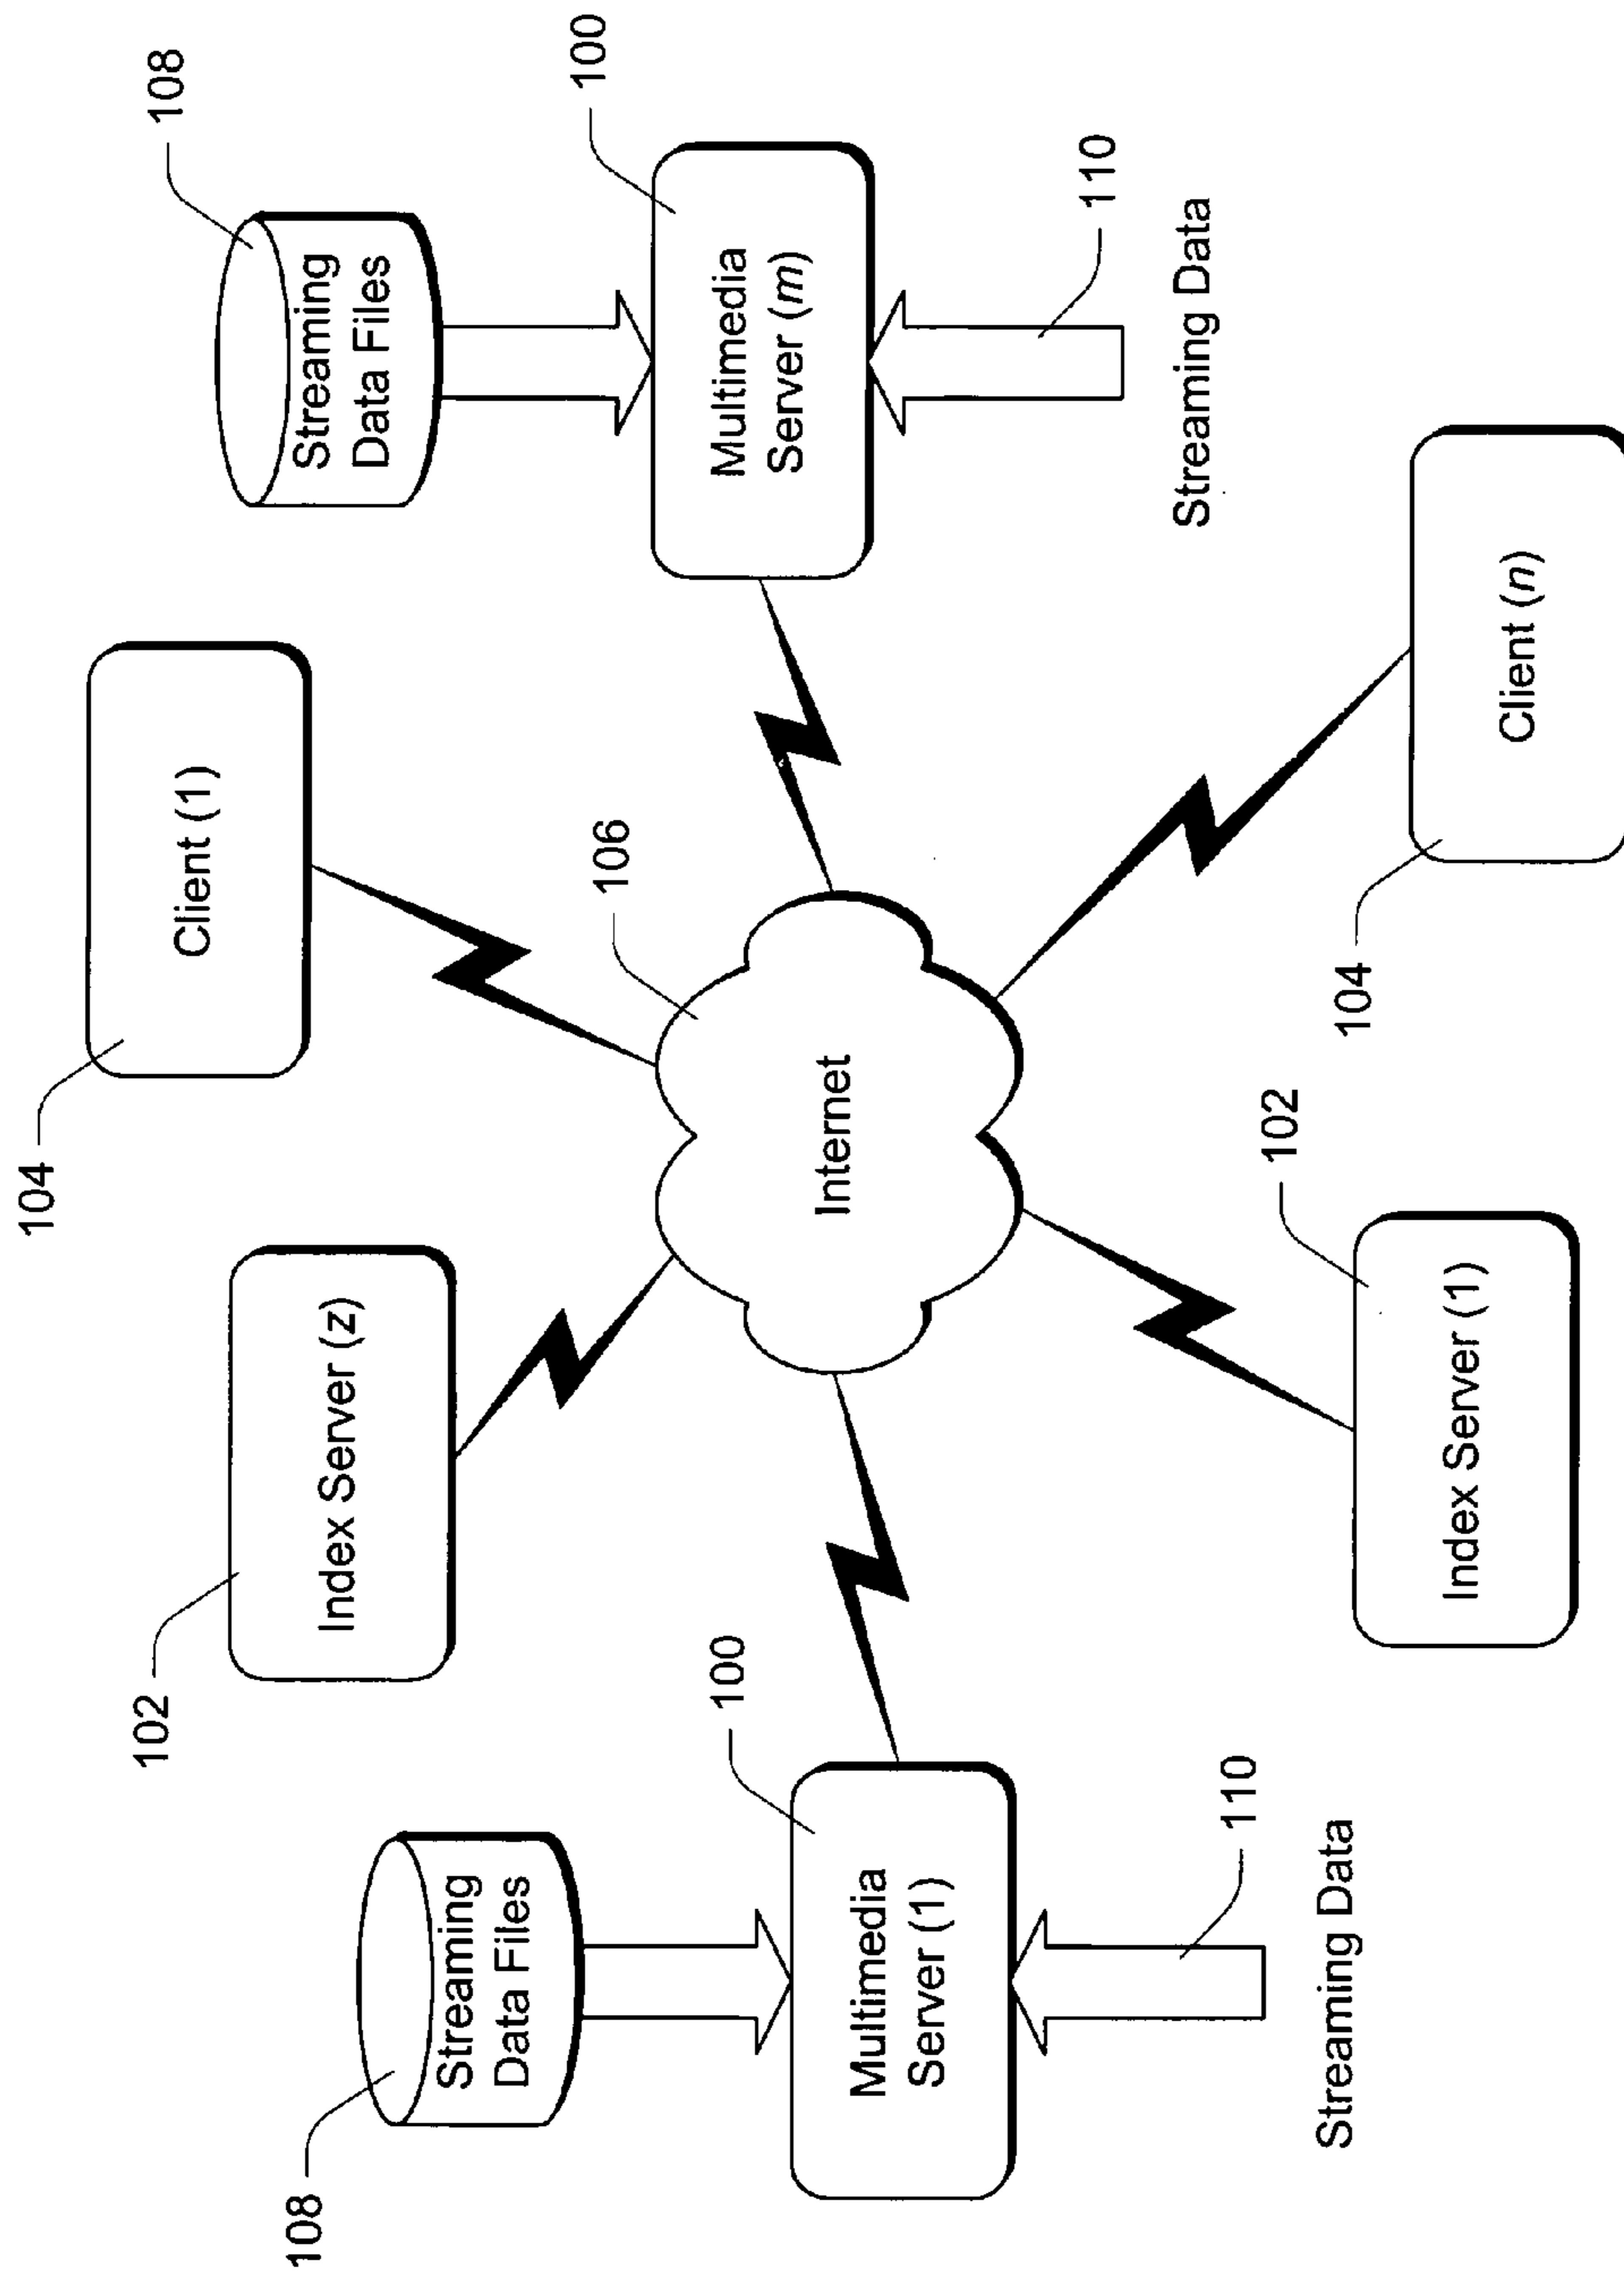 104
102
108
Client (1)
108
Streaming
Data Files
Index Server (z)
Streaming
Data Files
100
106
100
Multimedia
Server (m)
Internet
Multimedia
Server (1)
110
Streaming Data
110
102
Streaming Data
104
Index Server (1)
Client (n)